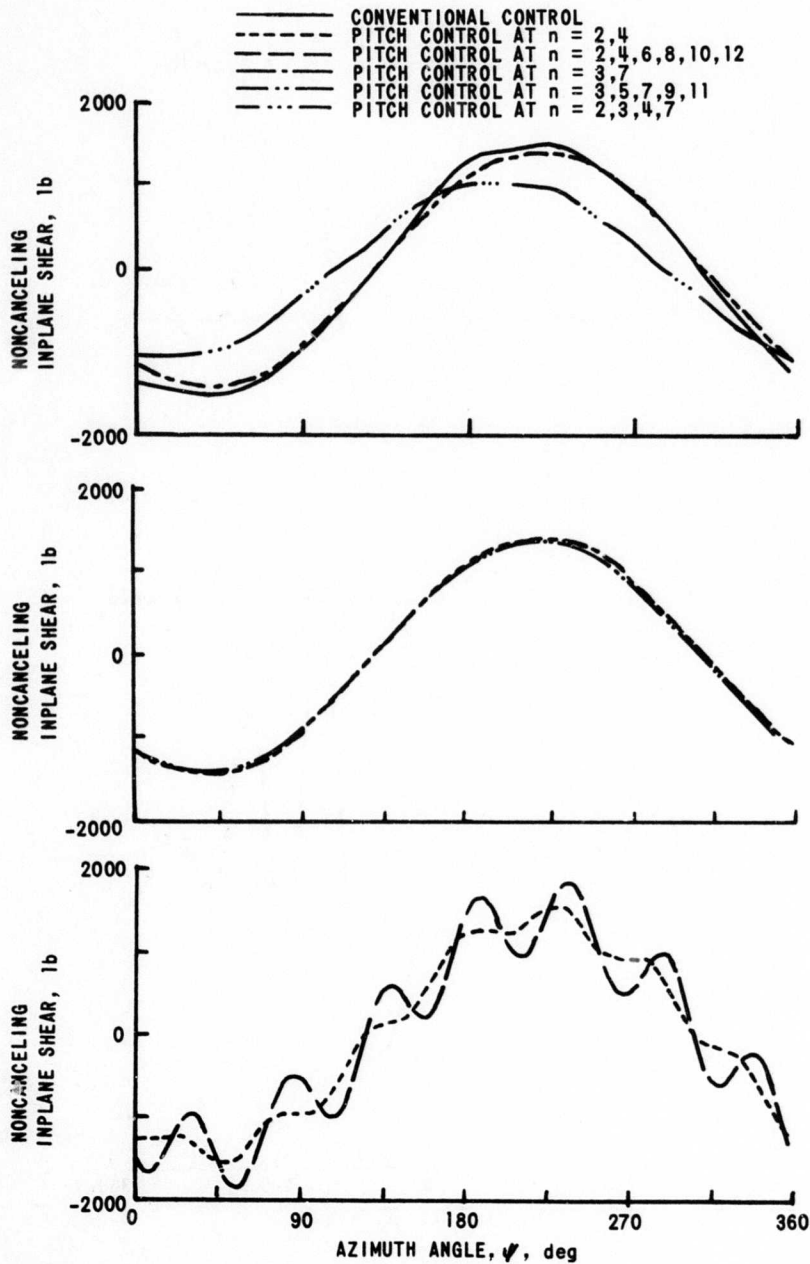 CONVENTIONAL CONTROL
PITCH CONTROL AT n = 2,4
PITCH CONTROL AT n = 2,4,6,8,10,12
PITCH CONTROL AT n = 3,7
PITCH CONTROL AT n = 3,5,7,9,11
PITCH CONTROL AT n = 2,3,4,7
2000
0
-2000
NONCANCELING
INPLANE SHEAR, lb
2000
0
-2000
NONCANCELING
INPLANE SHEAR, lb
2000
0
-2000
NONCANCELING
INPLANE SHEAR, lb
0 90 180 270 360
AZIMUTH ANGLE, ψ, deg